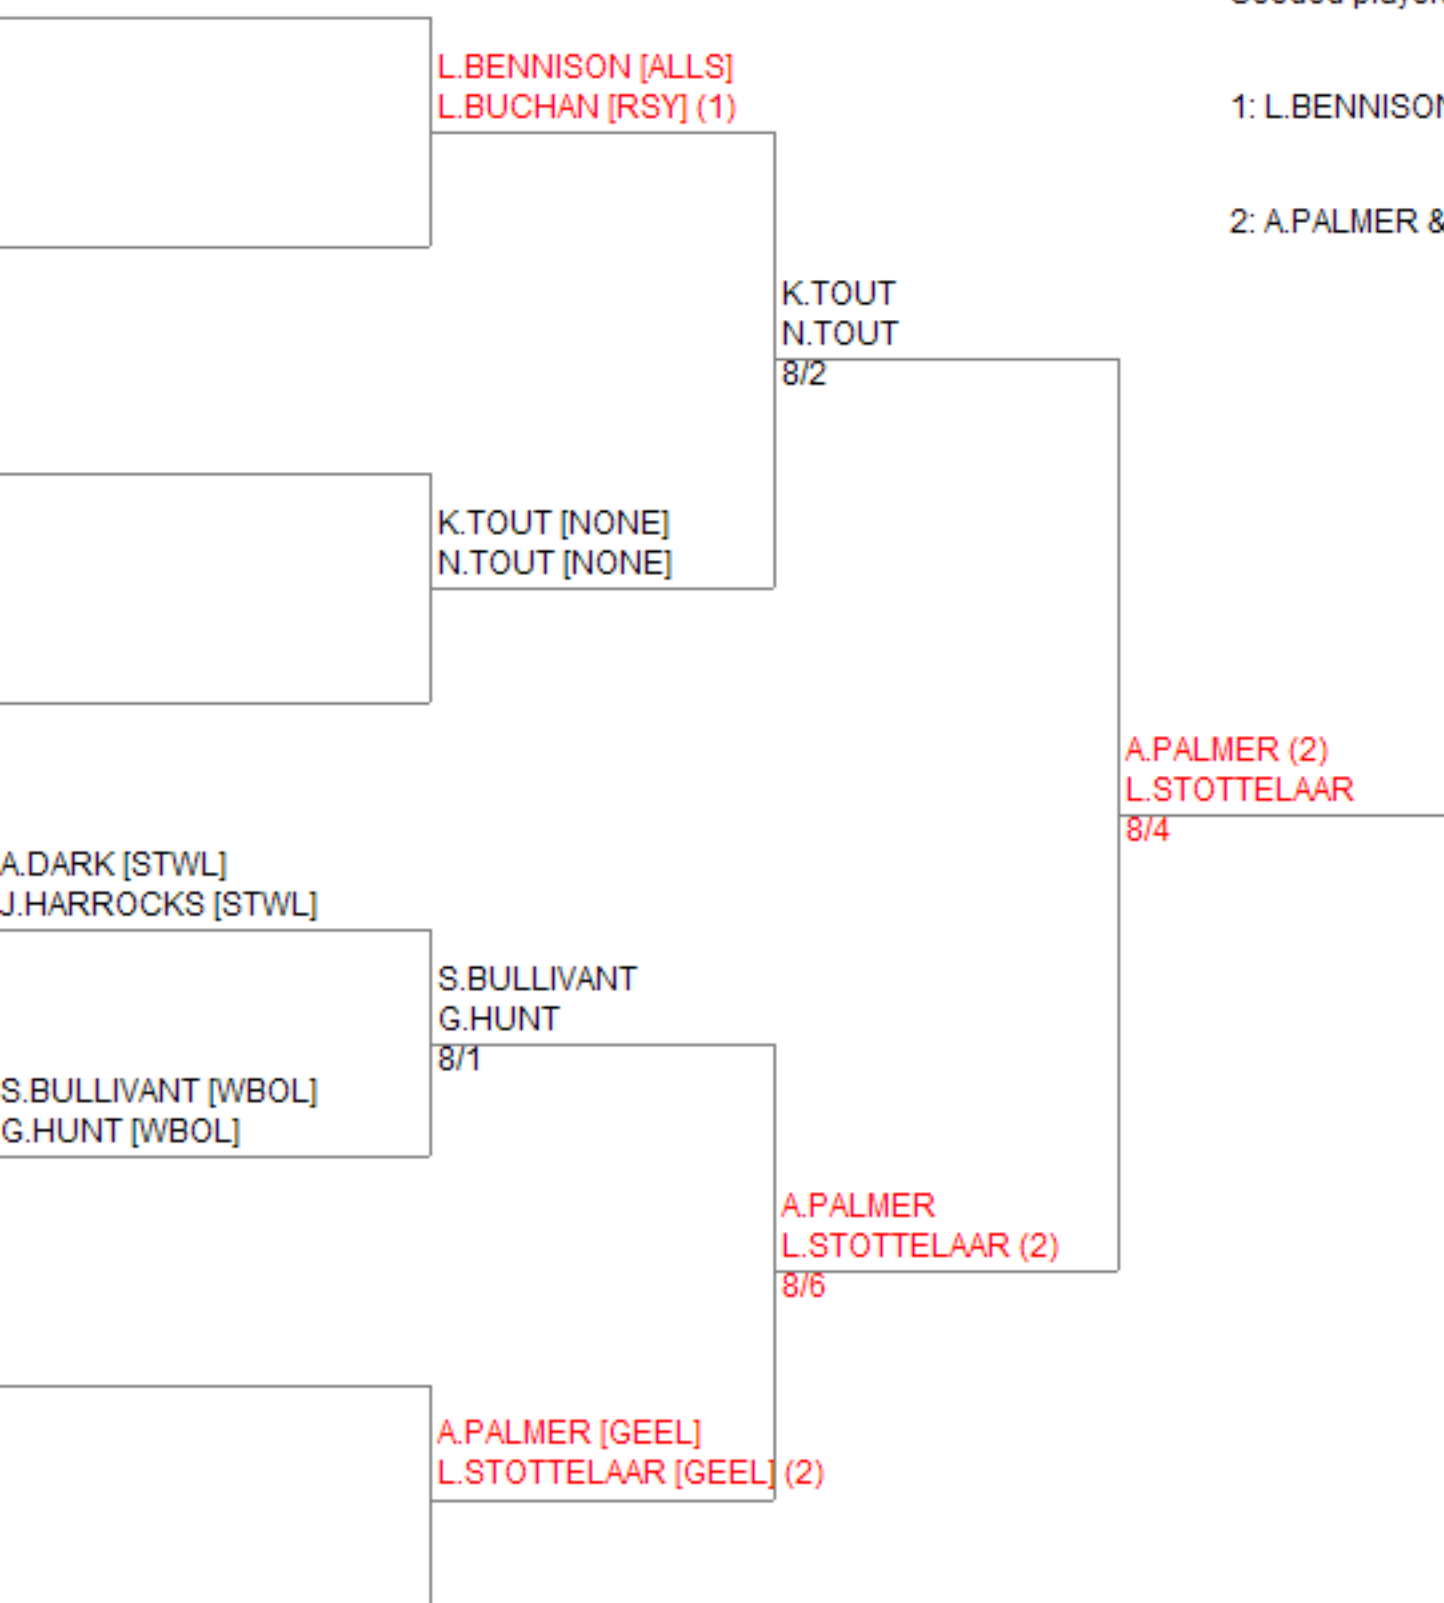 L.BENNISON [ALLS]
L.BUCHAN [RSY] (1)
1: L.BENNISON
2: A.PALMER &
K.TOUT
N.TOUT
8/2
K.TOUT [NONE]
N.TOUT [NONE]
A.PALMER (2)
L.STOTTELAAR
8/4
A.DARK [STWL]
J.HARROCKS [STWL]
S.BULLIVANT
G.HUNT
8/1
S.BULLIVANT [WBOL]
G.HUNT [WBOL]
A.PALMER
L.STOTTELAAR (2)
8/6
A.PALMER [GEEL]
L.STOTTELAAR [GEEL] (2)